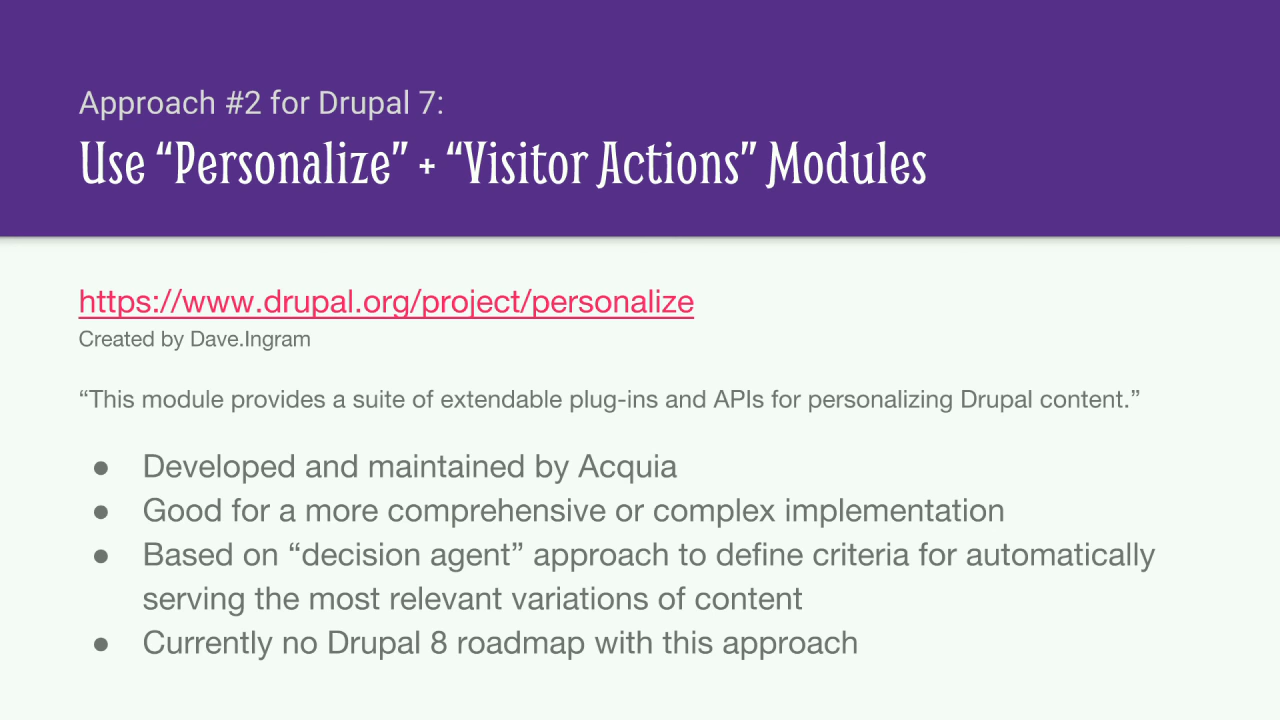 Approach #2 for Drupal 7:
Use “Personalize” + “Visitor Actions” Modules
https://www.drupal.org/project/personalize
Created by Dave.Ingram
“This module provides a suite of extendable plug-ins and APIs for personalizing Drupal content.”
● Developed and maintained by Acquia
● Good for a more comprehensive or complex implementation
● Based on “decision agent” approach to define criteria for automatically
serving the most relevant variations of content
● Currently no Drupal 8 roadmap with this approach